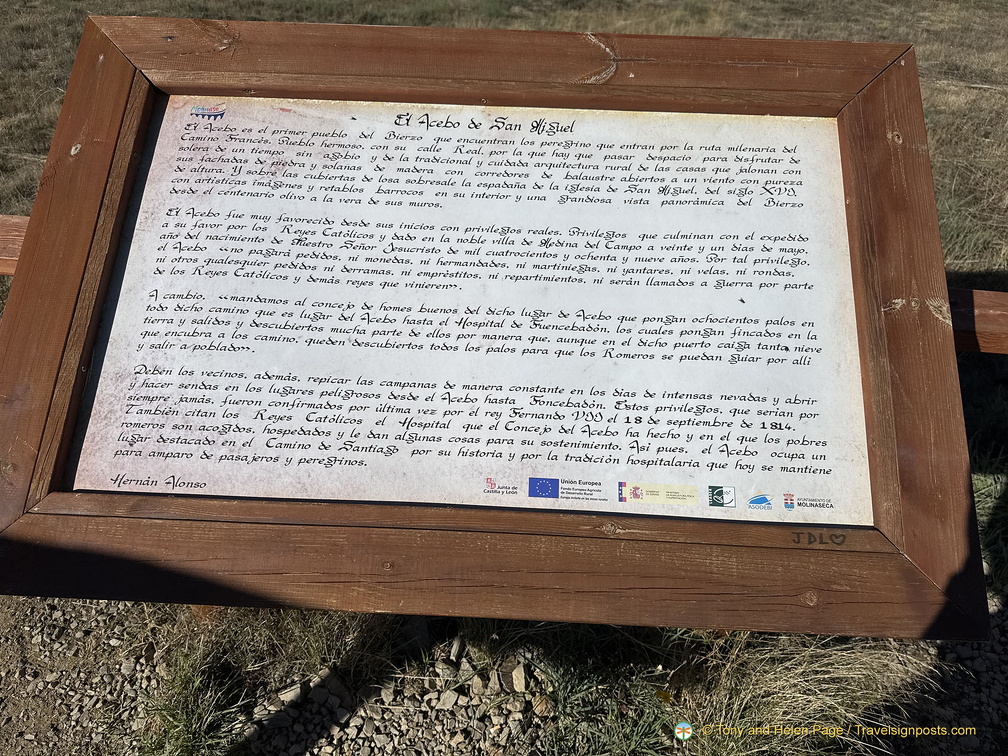 El Acebo de San Miguel
El Acebo es el primer pueblo del Bierzo que encuentran los peregrino que entran por la ruta milenaria del
Camino Francés. Pueblo hermoso, con su calle Real, por la que hay que pasar despacio para disfrutar de
solera de un tiempo sin agobio y de la tradicional y cuidada arquitectura rural de las casas que jalonan con
sus fachadas de piedra y solanas de madera con corredores de balaustre abiertos a un viento con pureza
de altura. Y sobre las cubiertas de losa sobresale la espadaña de la iglesia de San Miguel, del siglo XVII,
con artísticas imágenes y retablos barrocos en su interior y una grandiosa vista panorámica del Bierzo
desde el centenario olivo a la vera de sus muros.
El Acebo fue muy favorecido desde sus inicios con privilegios reales. Privilegios que culminan con el expedido
a su favor por los Reyes Católicos y dado en la noble villa de Medina del Campo a veinte y un días de mayo,
año del nacimiento de Nuestro Señor Jesucristo de mil cuatrocientos y ochenta y nueve años. Por tal privilegio,
el Acebo «no pagará pedidos, ni monedas, ni hermandades, ni martiniegas, ni yantares, ni velas, ni rondas,
ni otros qualesquier pedidos ni derramas, ni empréstitos, ni repartimientos, ni serán llamados a guerra por parte
de los Reyes Católicos y demás reyes que vinieren».
A cambio, «mandamos al concejo de homes buenos del dicho lugar de Acebo que pongan ochocientos palos en
todo dicho camino que es lugar del Acebo hasta el Hospital de Fuencebadón, los cuales pongan fincados en la
tierra y salidos y descubiertos mucha parte de ellos por manera que, aunque en el dicho puerto caiga tanta nieve
que encubra a los camino, queden descubiertos todos los palos para que los Romeros se puedan guiar por allí
y salir a poblado».
Deben los vecinos, además, repicar las campanas de manera constante en los días de intensas nevadas y abrir
y hacer sendas en los lugares peligrosos desde el Acebo hasta Foncebadón. Estos privilegios, que serían por
siempre jamás, fueron confirmados por última vez por el rey Fernando VII el 18 de septiembre de 1814.
También citan los Reyes Católicos el Hospital que el Concejo del Acebo ha hecho y en el que los pobres
romeros son acogidos, hospedados y le dan algunas cosas para su sostenimiento. Así pues, el Acebo ocupa un
lugar destacado en el Camino de Santiago por su historia y por la tradición hospitalaria que hoy se mantiene
para amparo de pasajeros y peregrinos.
Hernán Alonso
Junta de
Castilla y León
Unión Europea
Fondo Europeo Agrícola
de Desarrollo Rural
Europa invierte en las zonas rurales
ASODEBI
AYUNTAMIENTO DE
MOLINASECA
JDL♡
© Tony and Helen Page / Travelsignposts.com